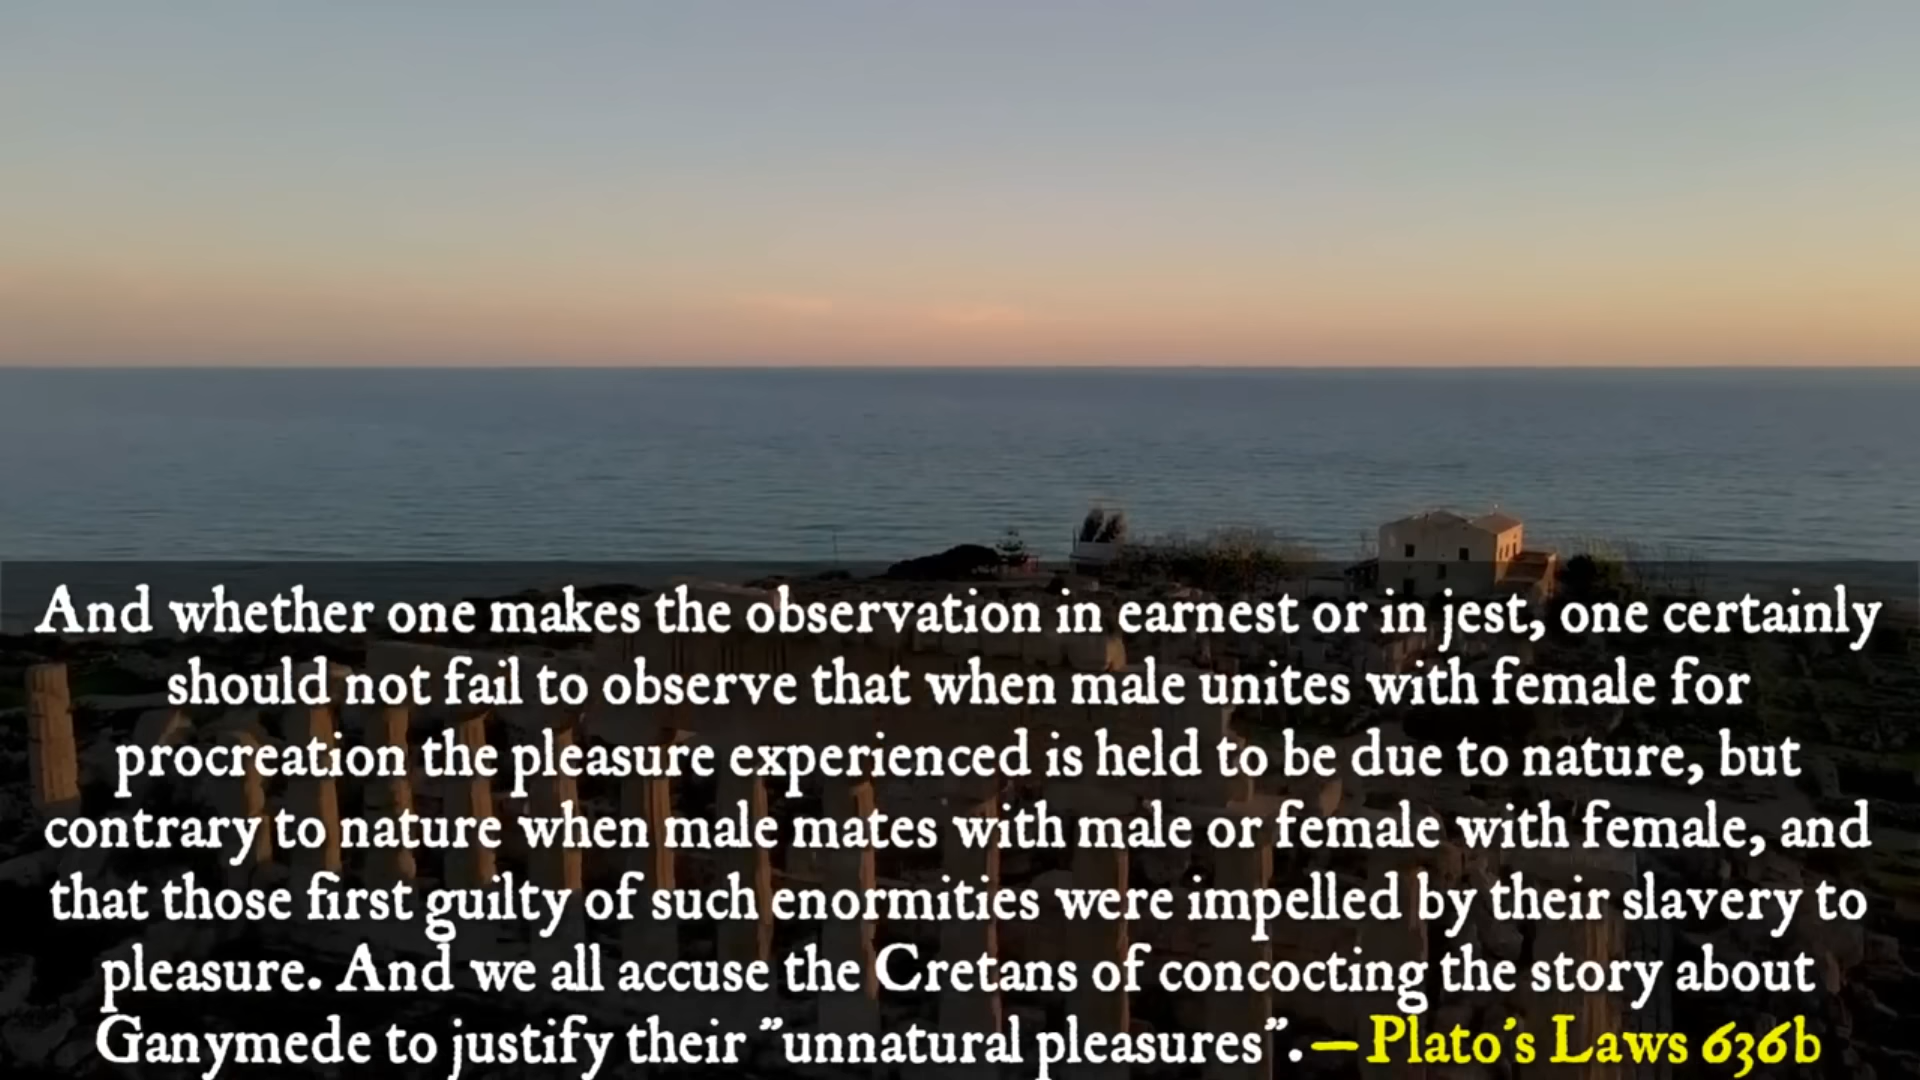 And whether one makes the observation in earnest or in jest, one certainly
should not fail to observe that when male unites with female for
procreation the pleasure experienced is held to be due to nature, but
contrary to nature when male mates with male or female with female, and
that those first guilty of such enormities were impelled by their slavery to
pleasure. And we all accuse the Cretans of concocting the story about
Ganymede to justify their "unnatural pleasures". — Plato's Laws 636b